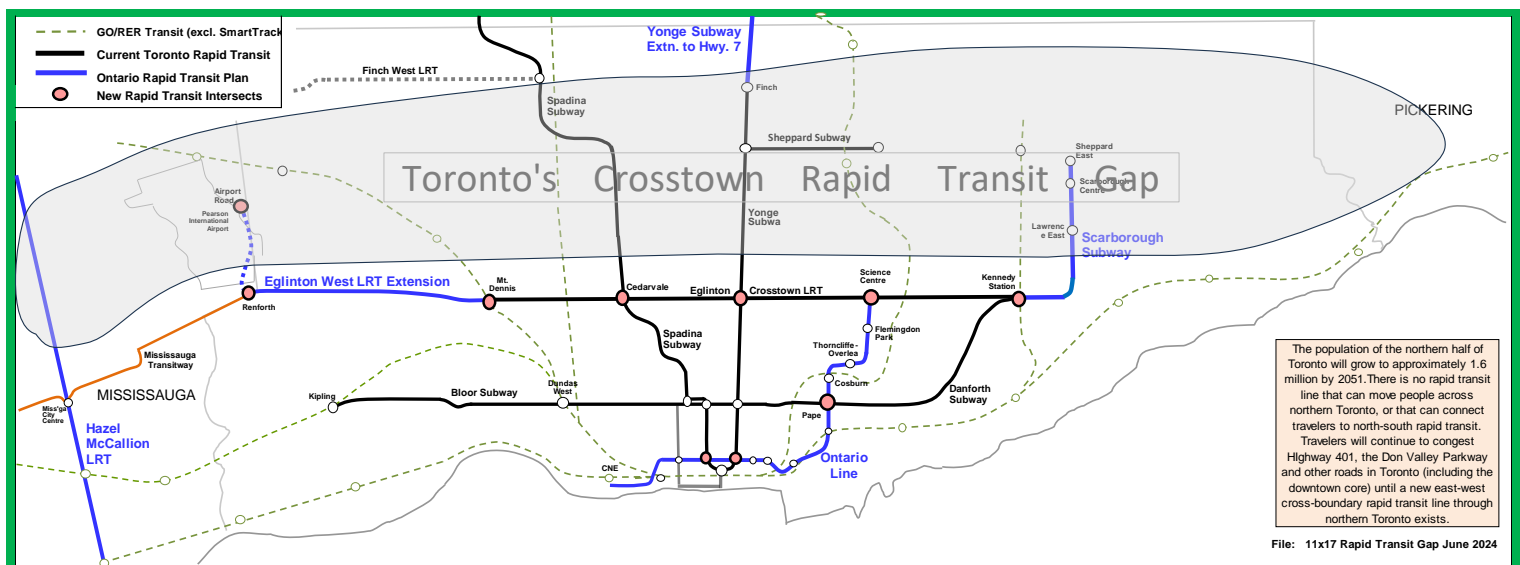 GO/RER Transit (excl. SmartTrack
Current Toronto Rapid Transit
Ontario Rapid Transit Plan
New Rapid Transit Intersects
Finch West LRT
Spadina
Subway
Yonge Subway
Extn. to Hwy. 7
Finch
Sheppard Subway
PICKERING
Toronto's Crosstown Rapid Transit Gap
Sheppard
East
Scarborough
Centre
Airport
Road
Pearson
International
Airport
Yonge
Subwa
Lawrenc
e East
Scarborough
Subway
Eglinton West LRT Extension
Renforth
Mt.
Dennis
Cedarvale
Eglinton Crosstown LRT
Science
Centre
Kennedy
Station
Spadina
Subway
Flemingdon
Park
Thorncliffe-
Overlea
Cosburn
Mississauga
Transitway
MISSISSAUGA
Miss'ga
City
Centre
Kipling
Bloor Subway
Dundas
West
Pape
Danforth
Subway
Hazel
McCallion
LRT
CNE
Ontario
Line
The population of the northern half of
Toronto will grow to approximately 1.6
million by 2051.There is no rapid transit
line that can move people across
northern Toronto, or that can connect
travelers to north-south rapid transit.
Travelers will continue to congest
HIghway 401, the Don Valley Parkway
and other roads in Toronto (including the
downtown core) until a new east-west
cross-boundary rapid transit line through
northern Toronto exists.
File: 11x17 Rapid Transit Gap June 2024